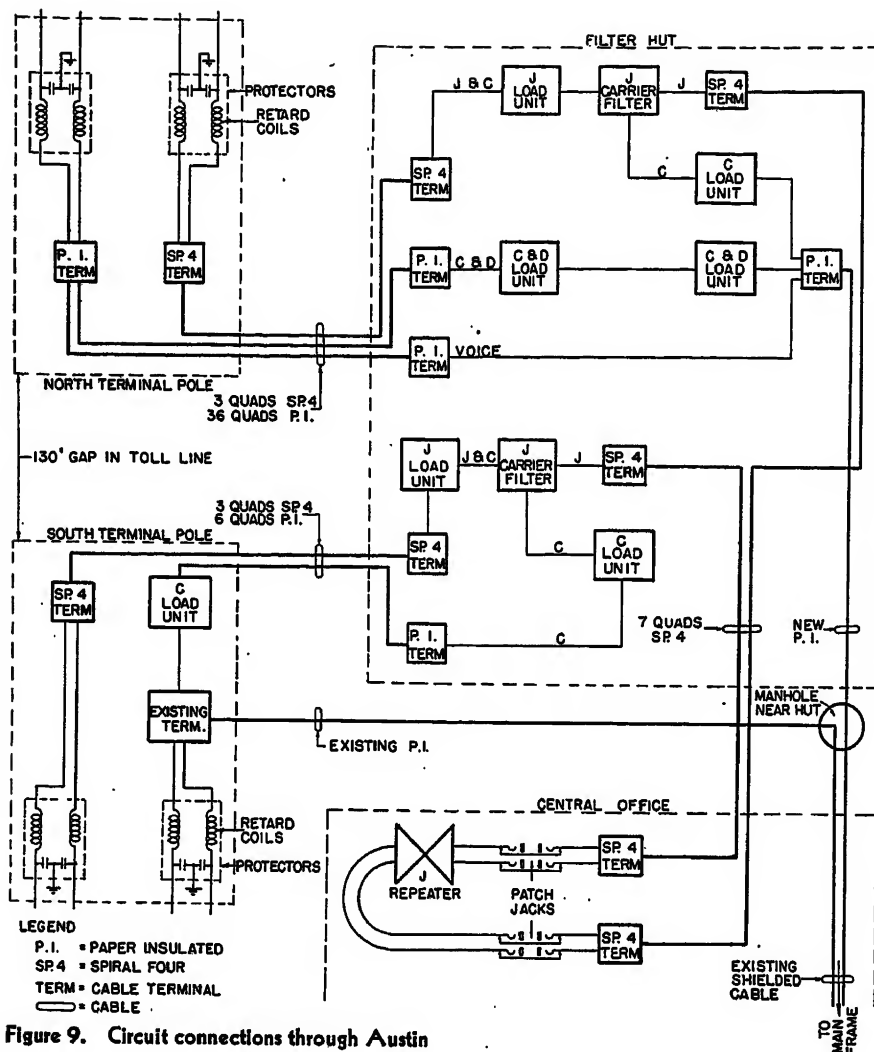 FILTER HUT
PROTECTORS
RETARD
COILS
P. I.
TERM
SP. 4
TERM.
NORTH TERMINAL POLE
3 QUADS SP.4
36 QUADS P.I.
130' GAP IN TOLL LINE
SP. 4
TERM
J & C
J
LOAD
UNIT
J
CARRIER
FILTER
J
SP. 4
TERM
C
C
LOAD
UNIT
P. I.
TERM
C & D
C & D
LOAD
UNIT
C & D
LOAD
UNIT
P. I.
TERM
P. I.
TERM
VOICE
3 QUADS SP.4
6 QUADS P.I.
SOUTH TERMINAL POLE
SP. 4
TERM
C
LOAD
UNIT
EXISTING
TERM.
EXISTING P.I.
RETARD
COILS
PROTECTORS
J
LOAD
UNIT
J&C
J
CARRIER
FILTER
J
SP. 4
TERM
SP. 4
TERM
C
C
LOAD
UNIT
P. I.
TERM
C
7 QUADS
SP. 4
NEW
P. I.
MANHOLE
NEAR HUT
CENTRAL OFFICE
J
REPEATER
PATCH
JACKS
SP. 4
TERM
SP. 4
TERM
EXISTING
SHIELDED
CABLE
TO
MAIN
FRAME
LEGEND
P. I. = PAPER INSULATED
SP. 4 = SPIRAL FOUR
TERM = CABLE TERMINAL
= CABLE
Figure 9. Circuit connections through Austin